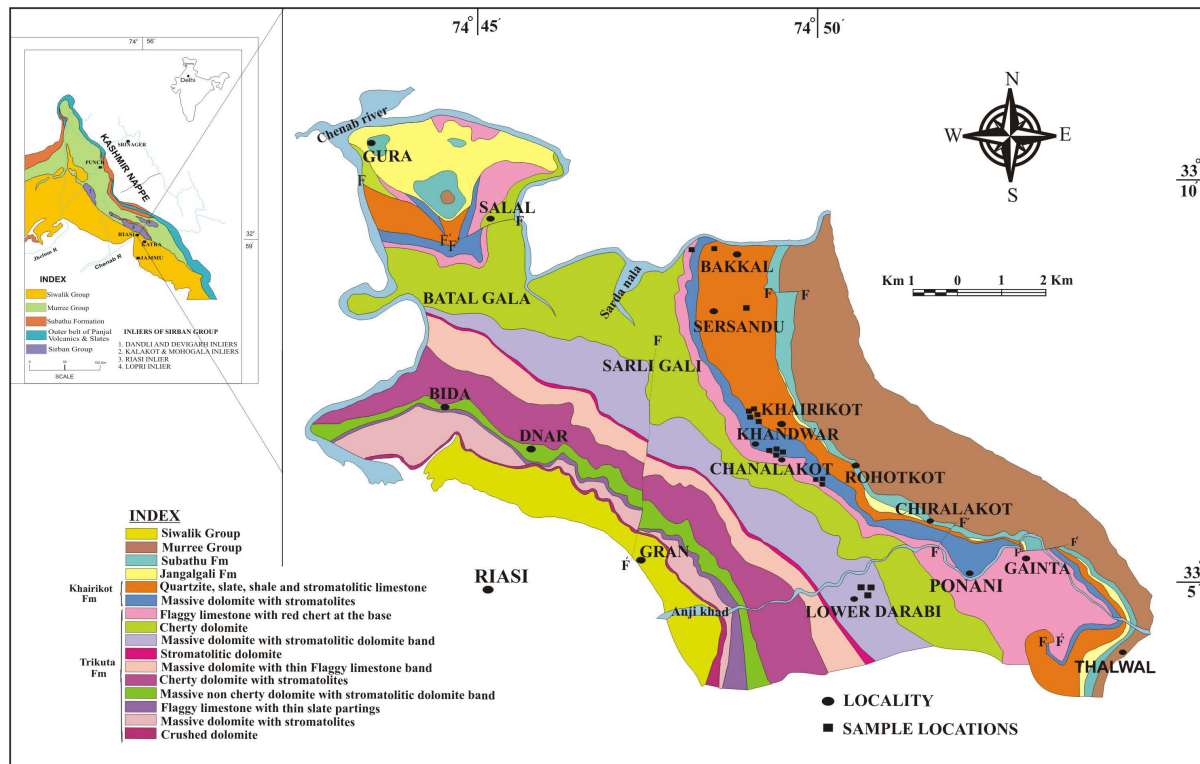 74° 45′
74° 50′
74° 56′
Delhi
KASHMIR NAPPE
SRINAGER
PUNCH
RIASI
KATRA
JAMMU
Jhelum R
Chenab R
32°
59′
INDEX
Siwalik Group
Murree Group
Subathu Formation
Outer belt of Panjal
Volcanics & Slates
Sirban Group
0 50 100 Km
SCALE
INLIERS OF SIRBAN GROUP
1. DANDLI AND DEVIGARH INLIERS
2. KALAKOT & MOHOGALA INLIERS
3. RIASI INLIER
4. LOPRI INLIER
N
W E
S
33°
10′
Km 1 0 1 2 Km
Chenab river
GURA
F
SALAL
F
F′ F′
BATAL GALA
Sarda nala
BAKKAL
F F
SERSANDU
F
SARLI GALI
BIDA
DNAR
KHAIRIKOT
KHANDWAR
CHANALAKOT
ROHOTKOT
CHIRALAKOT
F′
F F F′
GAINTA
PONANI
GRAN
F́
RIASI
33°
5′
Anji khad
LOWER DARABI
F F́
THALWAL
LOCALITY
SAMPLE LOCATIONS
INDEX
Siwalik Group
Murree Group
Subathu Fm
Jangalgali Fm
Khairikot
Fm
Quartzite, slate, shale and stromatolitic limestone
Massive dolomite with stromatolites
Trikuta
Fm
Flaggy limestone with red chert at the base
Cherty dolomite
Massive dolomite with stromatolitic dolomite band
Stromatolitic dolomite
Massive dolomite with thin Flaggy limestone band
Cherty dolomite with stromatolites
Massive non cherty dolomite with stromatolitic dolomite band
Flaggy limestone with thin slate partings
Massive dolomite with stromatolites
Crushed dolomite